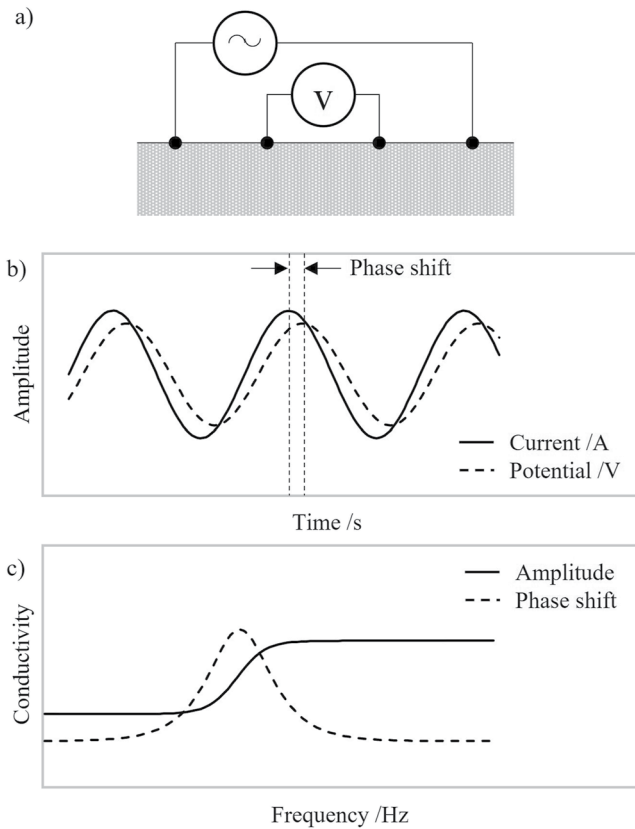 a)
V
b)
Phase shift
Amplitude
Current /A
Potential /V
Time /s
c)
Amplitude
Phase shift
Conductivity
Frequency /Hz